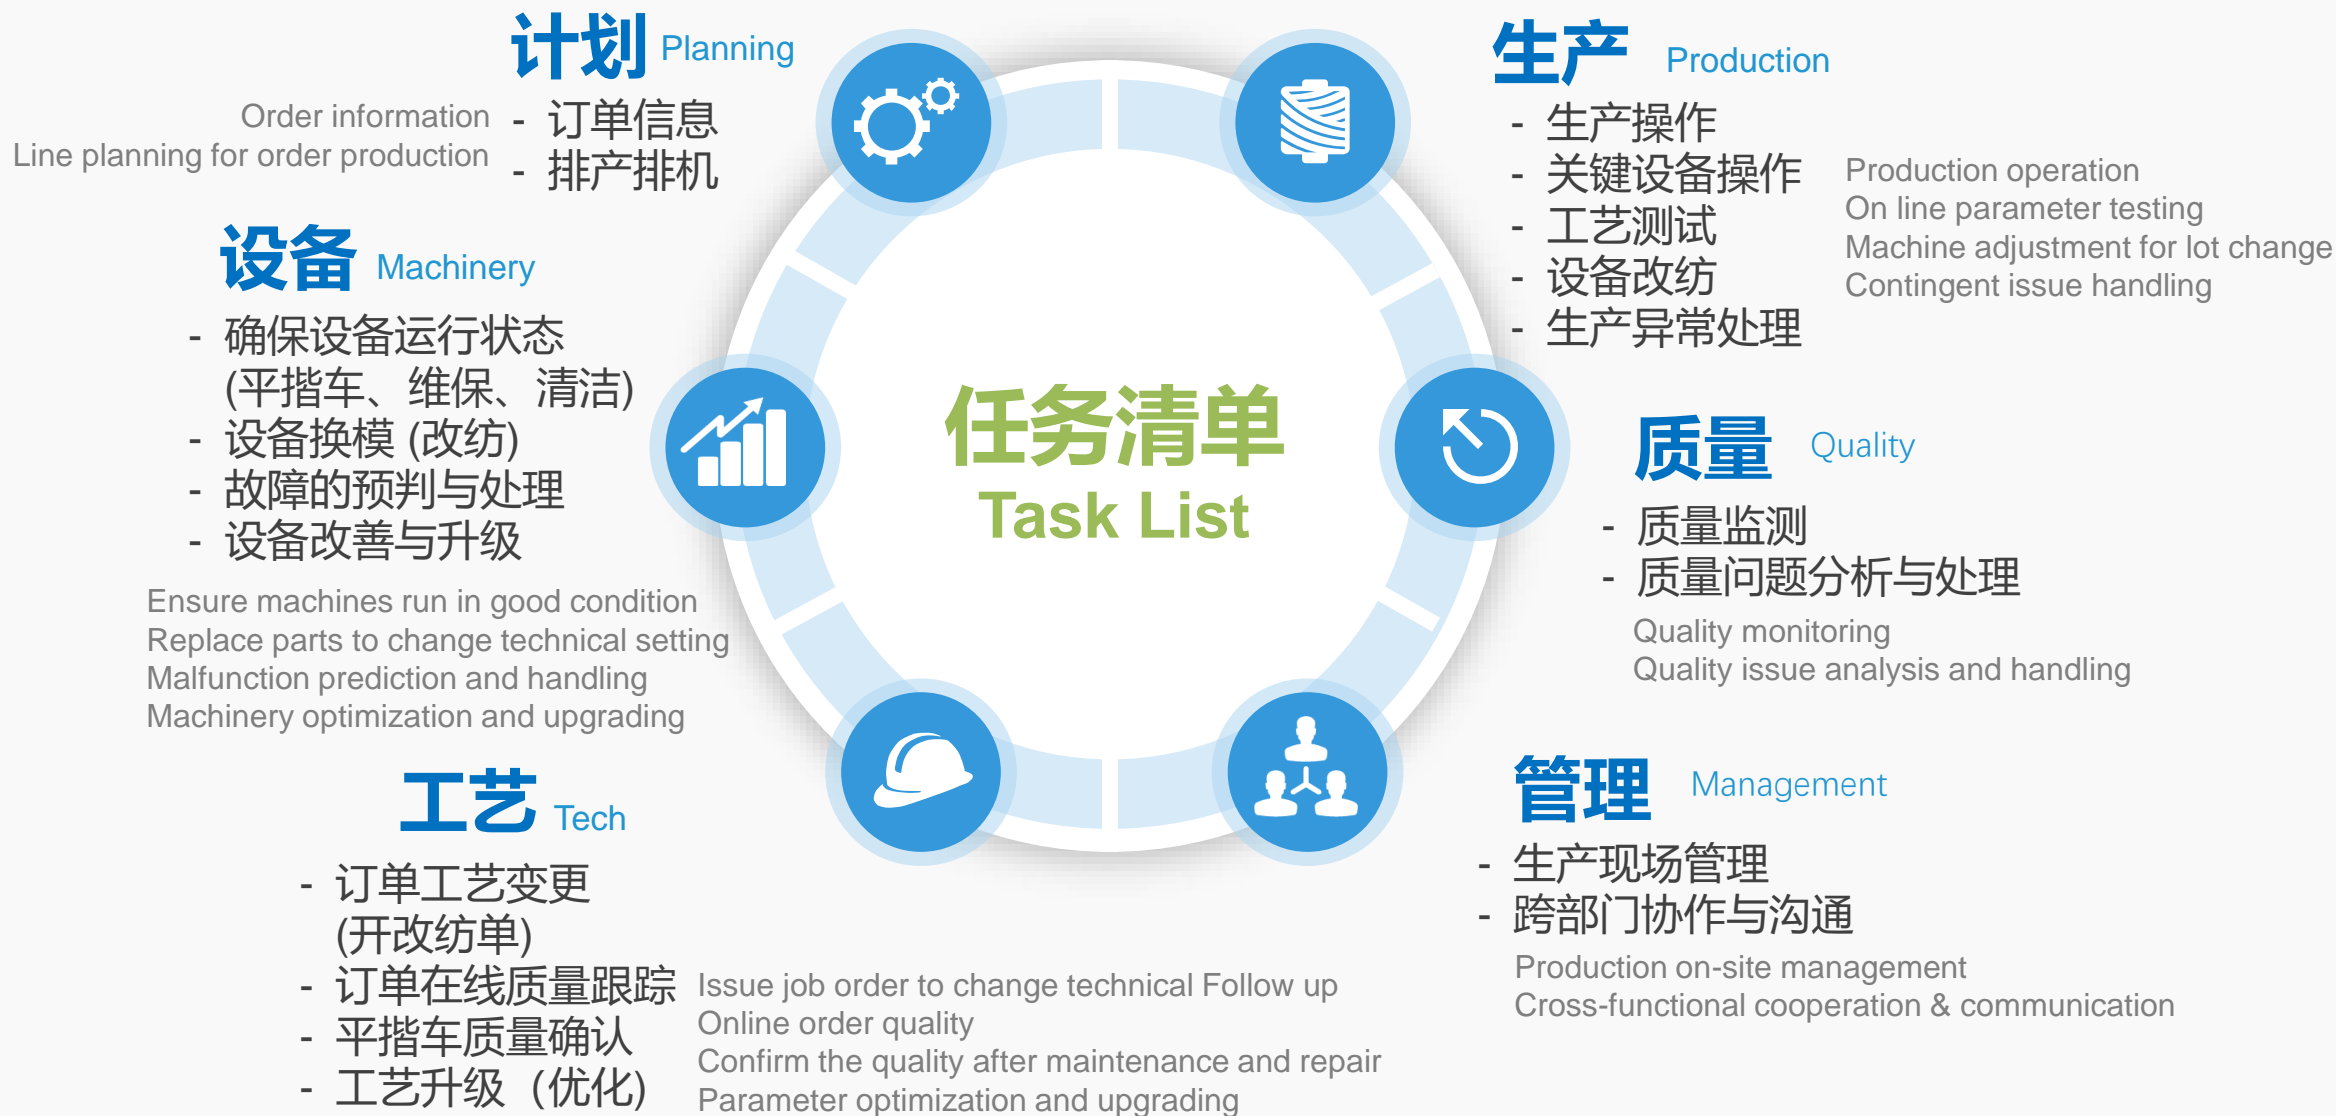 计划 Planning
Order information
Line planning for order production
- 订单信息
- 排产排机
设备 Machinery
- 确保设备运行状态
(平揩车、维保、清洁)
- 设备换模 (改纺)
- 故障的预判与处理
- 设备改善与升级
Ensure machines run in good condition
Replace parts to change technical setting
Malfunction prediction and handling
Machinery optimization and upgrading
工艺 Tech
- 订单工艺变更
(开改纺单)
- 订单在线质量跟踪
- 平揩车质量确认
- 工艺升级（优化）
Issue job order to change technical Follow up
Online order quality
Confirm the quality after maintenance and repair
Parameter optimization and upgrading
任务清单
Task List
生产 Production
- 生产操作
- 关键设备操作
- 工艺测试
- 设备改纺
- 生产异常处理
Production operation
On line parameter testing
Machine adjustment for lot change
Contingent issue handling
质量 Quality
- 质量监测
- 质量问题分析与处理
Quality monitoring
Quality issue analysis and handling
管理 Management
- 生产现场管理
- 跨部门协作与沟通
Production on-site management
Cross-functional cooperation & communication